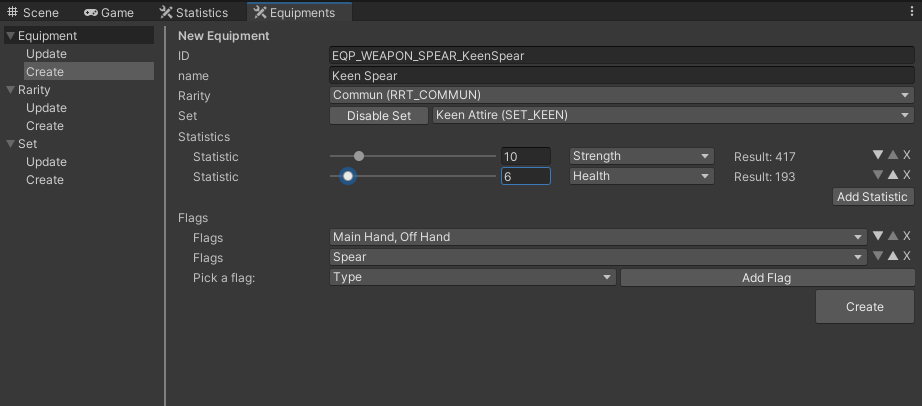 Scene Game Statistics Equipments
Equipment
Update
Create
Rarity
Update
Create
Set
Update
Create
New Equipment
ID EQP_WEAPON_SPEAR_KeenSpear
name Keen Spear
Rarity Commun (RRT_COMMUN)
Set Disable Set Keen Attire (SET_KEEN)
Statistics
Statistic 10 Strength Result: 417 X
Statistic 6 Health Result: 193 X
Add Statistic
Flags
Flags Main Hand, Off Hand X
Flags Spear X
Pick a flag: Type Add Flag
Create